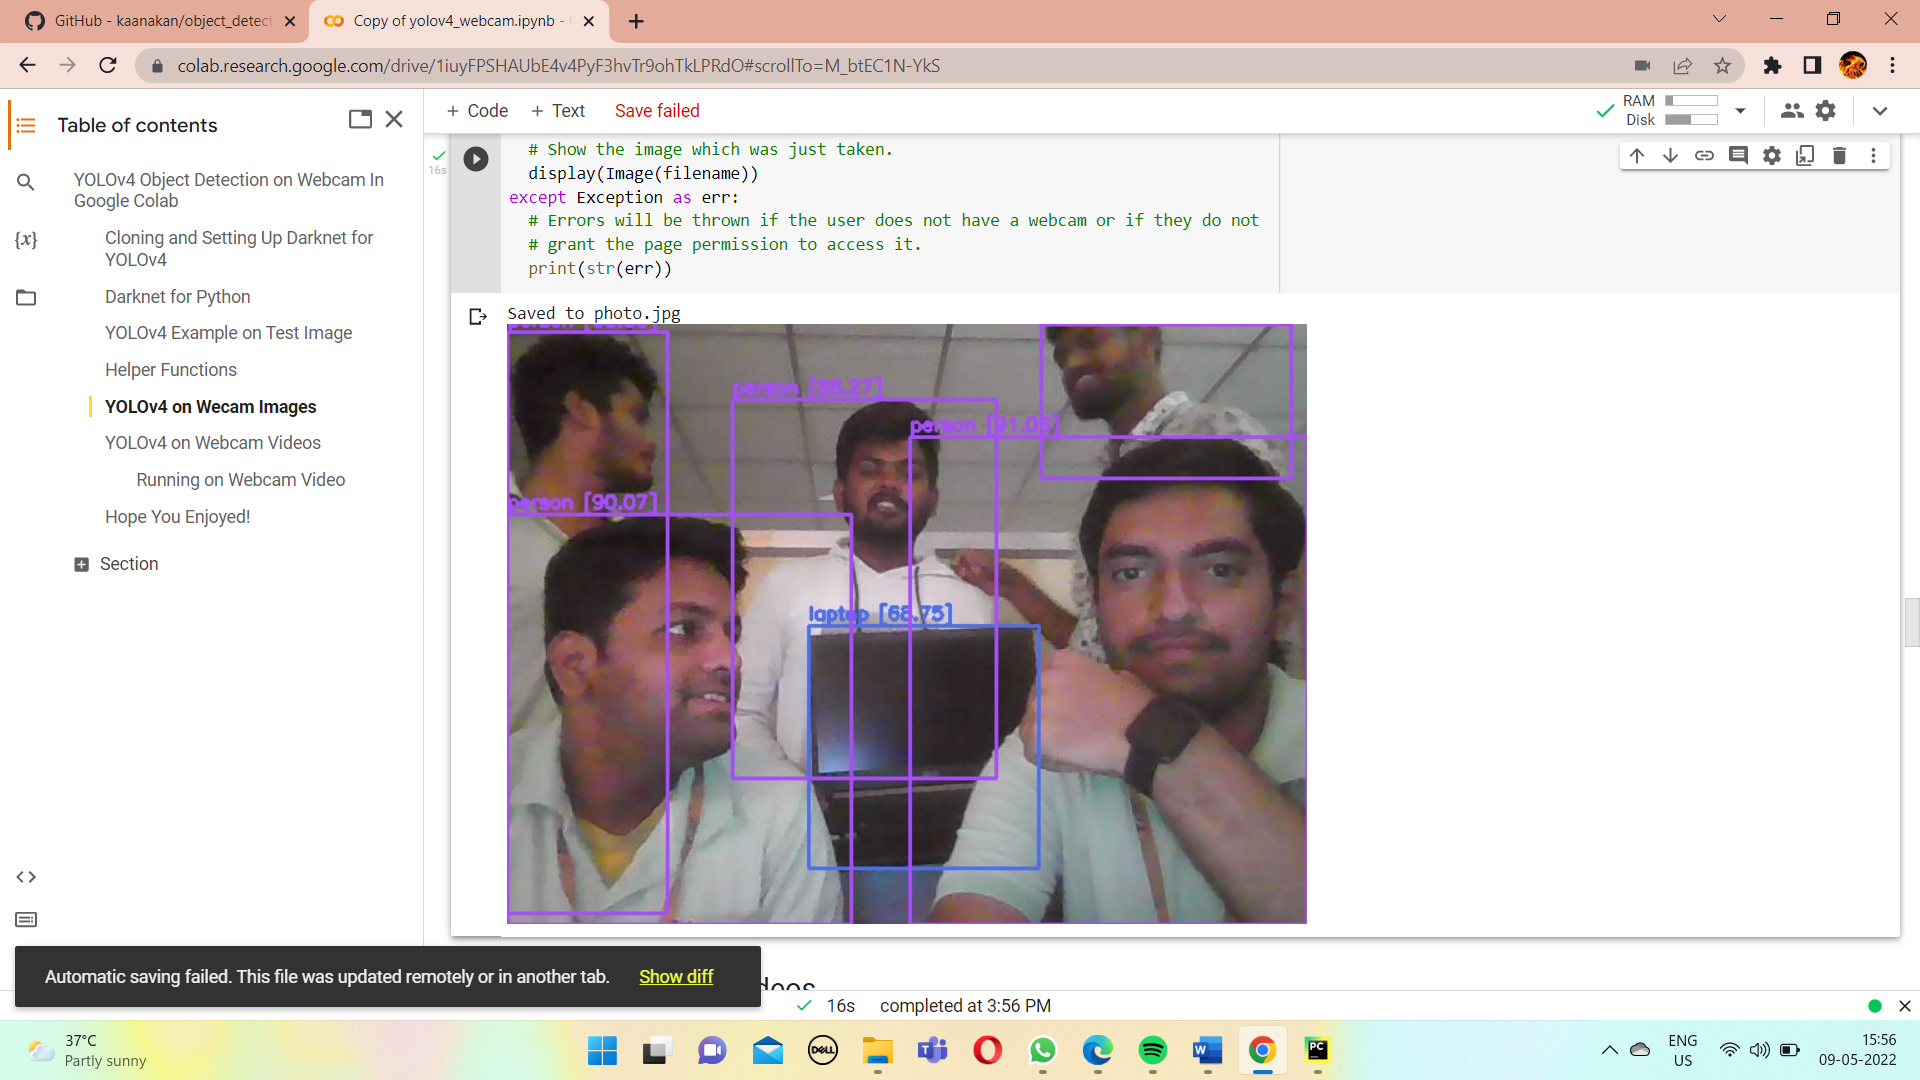 GitHub - kaanakan/object_detect
Copy of yolov4_webcam.ipynb -
colab.research.google.com/drive/1iuyFPSHAUbE4v4PyF3hvTr9ohTkLPRdO#scrollTo=M_btEC1N-YkS
Table of contents
+ Code + Text Save failed
RAM
Disk
YOLOv4 Object Detection on Webcam In
Google Colab
{x}
Cloning and Setting Up Darknet for
YOLOv4
Darknet for Python
YOLOv4 Example on Test Image
Helper Functions
YOLOv4 on Wecam Images
YOLOv4 on Webcam Videos
Running on Webcam Video
Hope You Enjoyed!
Section
16s
# Show the image which was just taken.
display(Image(filename))
except Exception as err:
# Errors will be thrown if the user does not have a webcam or if they do not
# grant the page permission to access it.
print(str(err))
Saved to photo.jpg
person
person [68.27]
person [91.06]
person [90.07]
laptop [68.75]
Automatic saving failed. This file was updated remotely or in another tab. Show diff
16s completed at 3:56 PM
37°C
Partly sunny
DELL
W
PC
ENG
US
15:56
09-05-2022